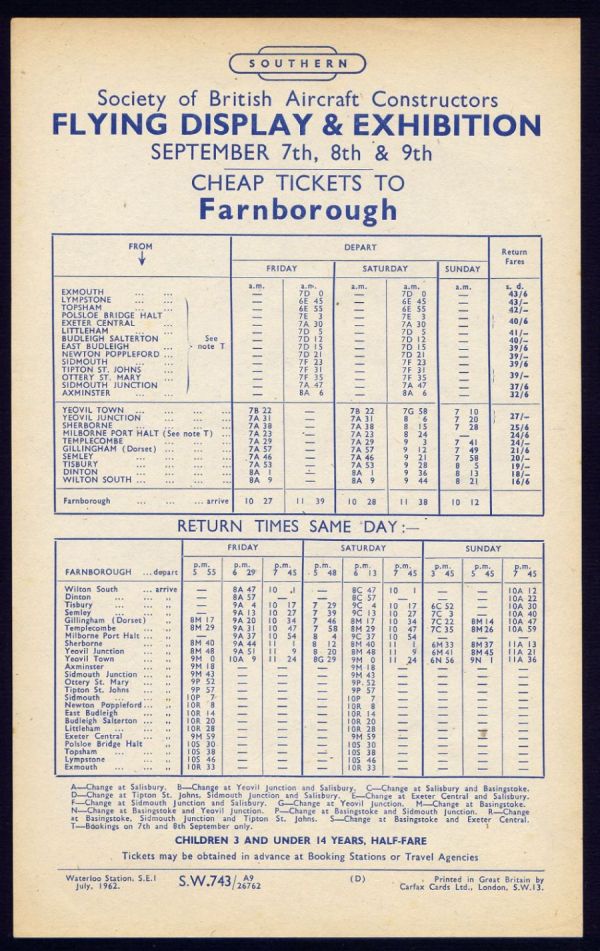 SOUTHERN
Society of British Aircraft Constructors
FLYING DISPLAY & EXHIBITION
SEPTEMBER 7th, 8th & 9th
CHEAP TICKETS TO
Farnborough
FROM DEPART Return Fares
FRIDAY SATURDAY SUNDAY
a.m. a.m. a.m. a.m. a.m. s. d.
EXMOUTH ... ... — 7D 0 — 7D 0 — 43/6
LYMPSTONE ... ... — 6E 45 — 6E 45 — 43/-
TOPSHAM ... ... — 6E 55 — 6E 55 — 42/-
POLSLOE BRIDGE HALT — 7E 3 — 7E 3 —
EXETER CENTRAL ... — 7A 30 — 7A 30 — 40/6
LITTLEHAM ... ... — 7D 5 — 7D 5 — 41/-
BUDLEIGH SALTERTON ... See — 7D 12 — 7D 12 — 40/-
EAST BUDLEIGH ... note T — 7D 15 — 7D 15 — 39/6
NEWTON POPPLEFORD ... — 7D 21 — 7D 21 — 39/-
SIDMOUTH ... ... — 7F 23 — 7F 23 — 39/6
TIPTON ST. JOHNS ... — 7F 31 — 7F 31 —
OTTERY ST. MARY ... — 7F 35 — 7F 35 — 39/-
SIDMOUTH JUNCTION ... — 7A 47 — 7A 47 — 37/6
AXMINSTER ... ... — 8A 6 — 8A 6 — 32/6
YEOVIL TOWN ... ... ... 7B 22 — 7B 22 7G 58 7 10
YEOVIL JUNCTION ... ... 7A 31 — 7A 31 8 6 7 20 27/-
SHERBORNE ... ... ... 7A 38 — 7A 38 8 15 7 28 25/6
MILBORNE PORT HALT (See note T) ... 7A 23 — 7A 23 8 24 — 24/6
TEMPLECOMBE ... ... ... 7A 29 — 7A 29 9 3 7 41 24/-
GILLINGHAM (Dorset) ... ... 7A 57 — 7A 57 9 12 7 49 21/6
SEMLEY ... ... ... 7A 46 — 7A 46 9 21 7 58 20/-
TISBURY ... ... ... 7A 53 — 7A 53 9 28 8 5 19/-
DINTON ... ... ... 8A 1 — 8A 1 9 36 8 13 18/-
WILTON SOUTH ... ... ... 8A 9 — 8A 9 9 44 8 21 16/6
Farnborough ... ... ... arrive 10 27 11 39 10 28 11 38 10 12
RETURN TIMES SAME DAY:—
FRIDAY SATURDAY SUNDAY
p.m. p.m. p.m. p.m. p.m. p.m. p.m. p.m. p.m.
FARNBOROUGH ... depart 5 55 6 29 7 45 5 48 6 13 7 45 3 45 5 45 7 45
Wilton South ... arrive — 8A 47 10 1 — 8C 47 10 1 — — 10A 12
Dinton ... ... „ — 8A 57 — — 8C 57 — — — 10A 22
Tisbury ... ... „ — 9A 4 10 17 7 29 9C 4 10 17 6C 52 — 10A 30
Semley ... ... „ — 9A 13 10 27 7 39 9C 13 10 27 7C 3 — 10A 40
Gillingham (Dorset) „ 8M 17 9A 20 10 34 7 46 8M 17 10 34 7C 22 8M 14 10A 47
Templecombe ... „ 8M 29 9A 31 10 47 7 58 8M 29 10 47 7C 35 8M 26 10A 59
Milborne Port Halt ... „ — 9A 37 10 54 8 4 9C 37 10 54 — — —
Sherborne ... ... „ 8M 40 9A 44 11 1 8 12 8M 40 11 1 6M 33 8M 37 11A 13
Yeovil Junction ... „ 8M 48 9A 51 11 9 8 20 8M 48 11 9 6M 41 8M 45 11A 21
Yeovil Town ... „ 9M 0 10A 9 11 24 8G 29 9M 0 11 24 6N 56 9N 1 11A 36
Axminster ... ... „ 9M 18 — — — 9M 18 — — — —
Sidmouth Junction ... „ 9M 43 — — — 9M 43 — — — —
Ottery St. Mary ... „ 9P 52 — — — 9P 52 — — — —
Tipton St. Johns ... „ 9P 57 — — — 9P 57 — — — —
Sidmouth ... ... „ 10P 7 — — — 10P 7 — — — —
Newton Poppleford ... „ 10R 8 — — — 10R 8 — — — —
East Budleigh ... „ 10R 14 — — — 10R 14 — — — —
Budleigh Salterton ... „ 10R 20 — — — 10R 20 — — — —
Littleham ... ... „ 10R 28 — — — 10R 28 — — — —
Exeter Central ... „ 9M 59 — — — 9M 59 — — — —
Polsloe Bridge Halt „ 10S 30 — — — 10S 30 — — — —
Topsham ... ... „ 10S 38 — — — 10S 38 — — — —
Lympstone ... ... „ 10S 46 — — — 10S 46 — — — —
Exmouth ... ... „ 10R 33 — — — 10R 33 — — — —
A—Change at Salisbury. B—Change at Yeovil Junction and Salisbury. C—Change at Salisbury and Basingstoke.
D—Change at Tipton St. Johns, Sidmouth Junction and Salisbury. E—Change at Exeter Central and Salisbury.
F—Change at Sidmouth Junction and Salisbury. G—Change at Yeovil Junction. M—Change at Basingstoke.
N—Change at Basingstoke and Yeovil Junction. P—Change at Basingstoke and Sidmouth Junction. R—Change
at Basingstoke, Sidmouth Junction and Tipton St. Johns. S—Change at Basingstoke and Exeter Central.
T—Bookings on 7th and 8th September only.
CHILDREN 3 AND UNDER 14 YEARS, HALF-FARE
Tickets may be obtained in advance at Booking Stations or Travel Agencies
Waterloo Station, S.E.1
July, 1962.
S.W.743/ A9
26762
(D)
Printed in Great Britain by
Carfax Cards Ltd., London, S.W.13.